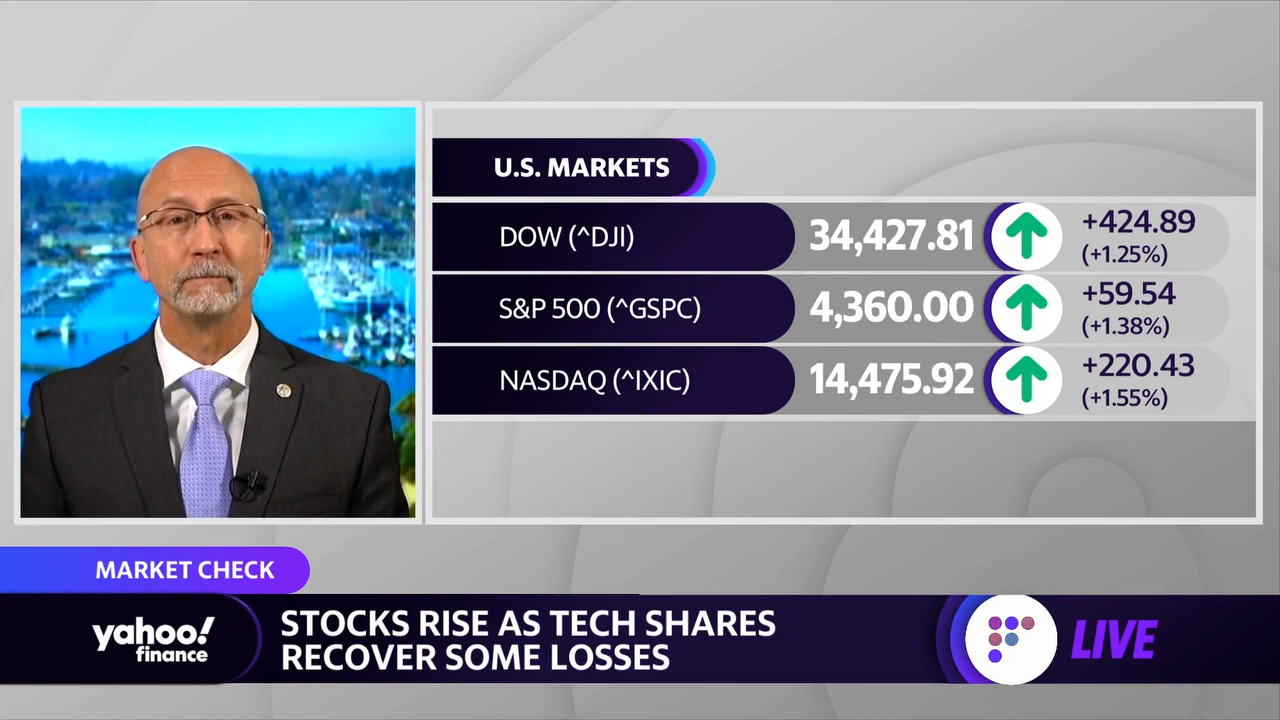 U.S. MARKETS
DOW (^DJI) 34,427.81 +424.89
(+1.25%)
S&P 500 (^GSPC) 4,360.00 +59.54
(+1.38%)
NASDAQ (^IXIC) 14,475.92 +220.43
(+1.55%)
MARKET CHECK
yahoo!
finance
STOCKS RISE AS TECH SHARES
RECOVER SOME LOSSES
LIVE